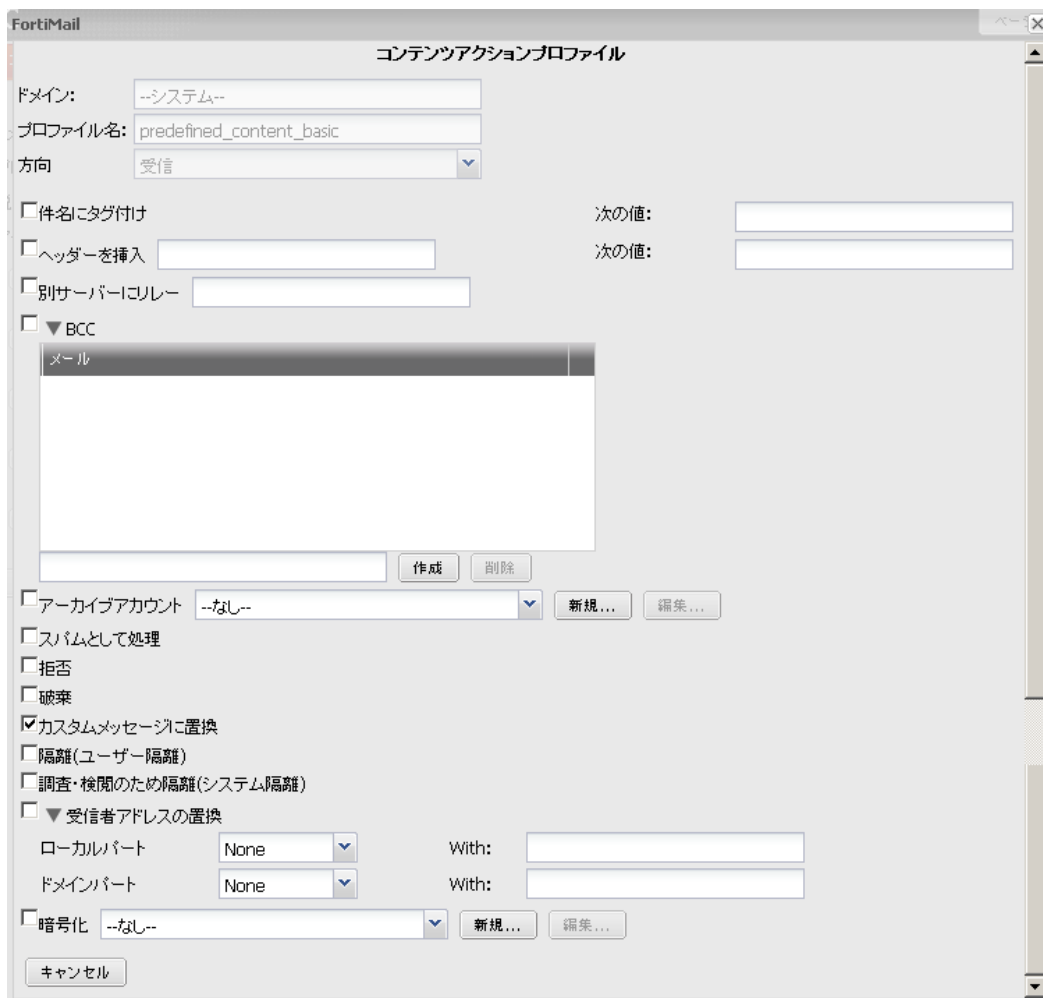 FortiMail
コンテンツアクションプロファイル
ドメイン: --システム--
プロファイル名: predefined_content_basic
方向 受信
件名にタグ付け 次の値:
ヘッダーを挿入 次の値:
別サーバーにリレー
▼ BCC
メール
作成 削除
アーカイブアカウント --なし-- 新規... 編集...
スパムとして処理
拒否
破棄
カスタムメッセージに置換
隔離(ユーザー隔離)
調査・検閲のため隔離(システム隔離)
▼ 受信者アドレスの置換
ローカルパート None With:
ドメインパート None With:
暗号化 --なし-- 新規... 編集...
キャンセル